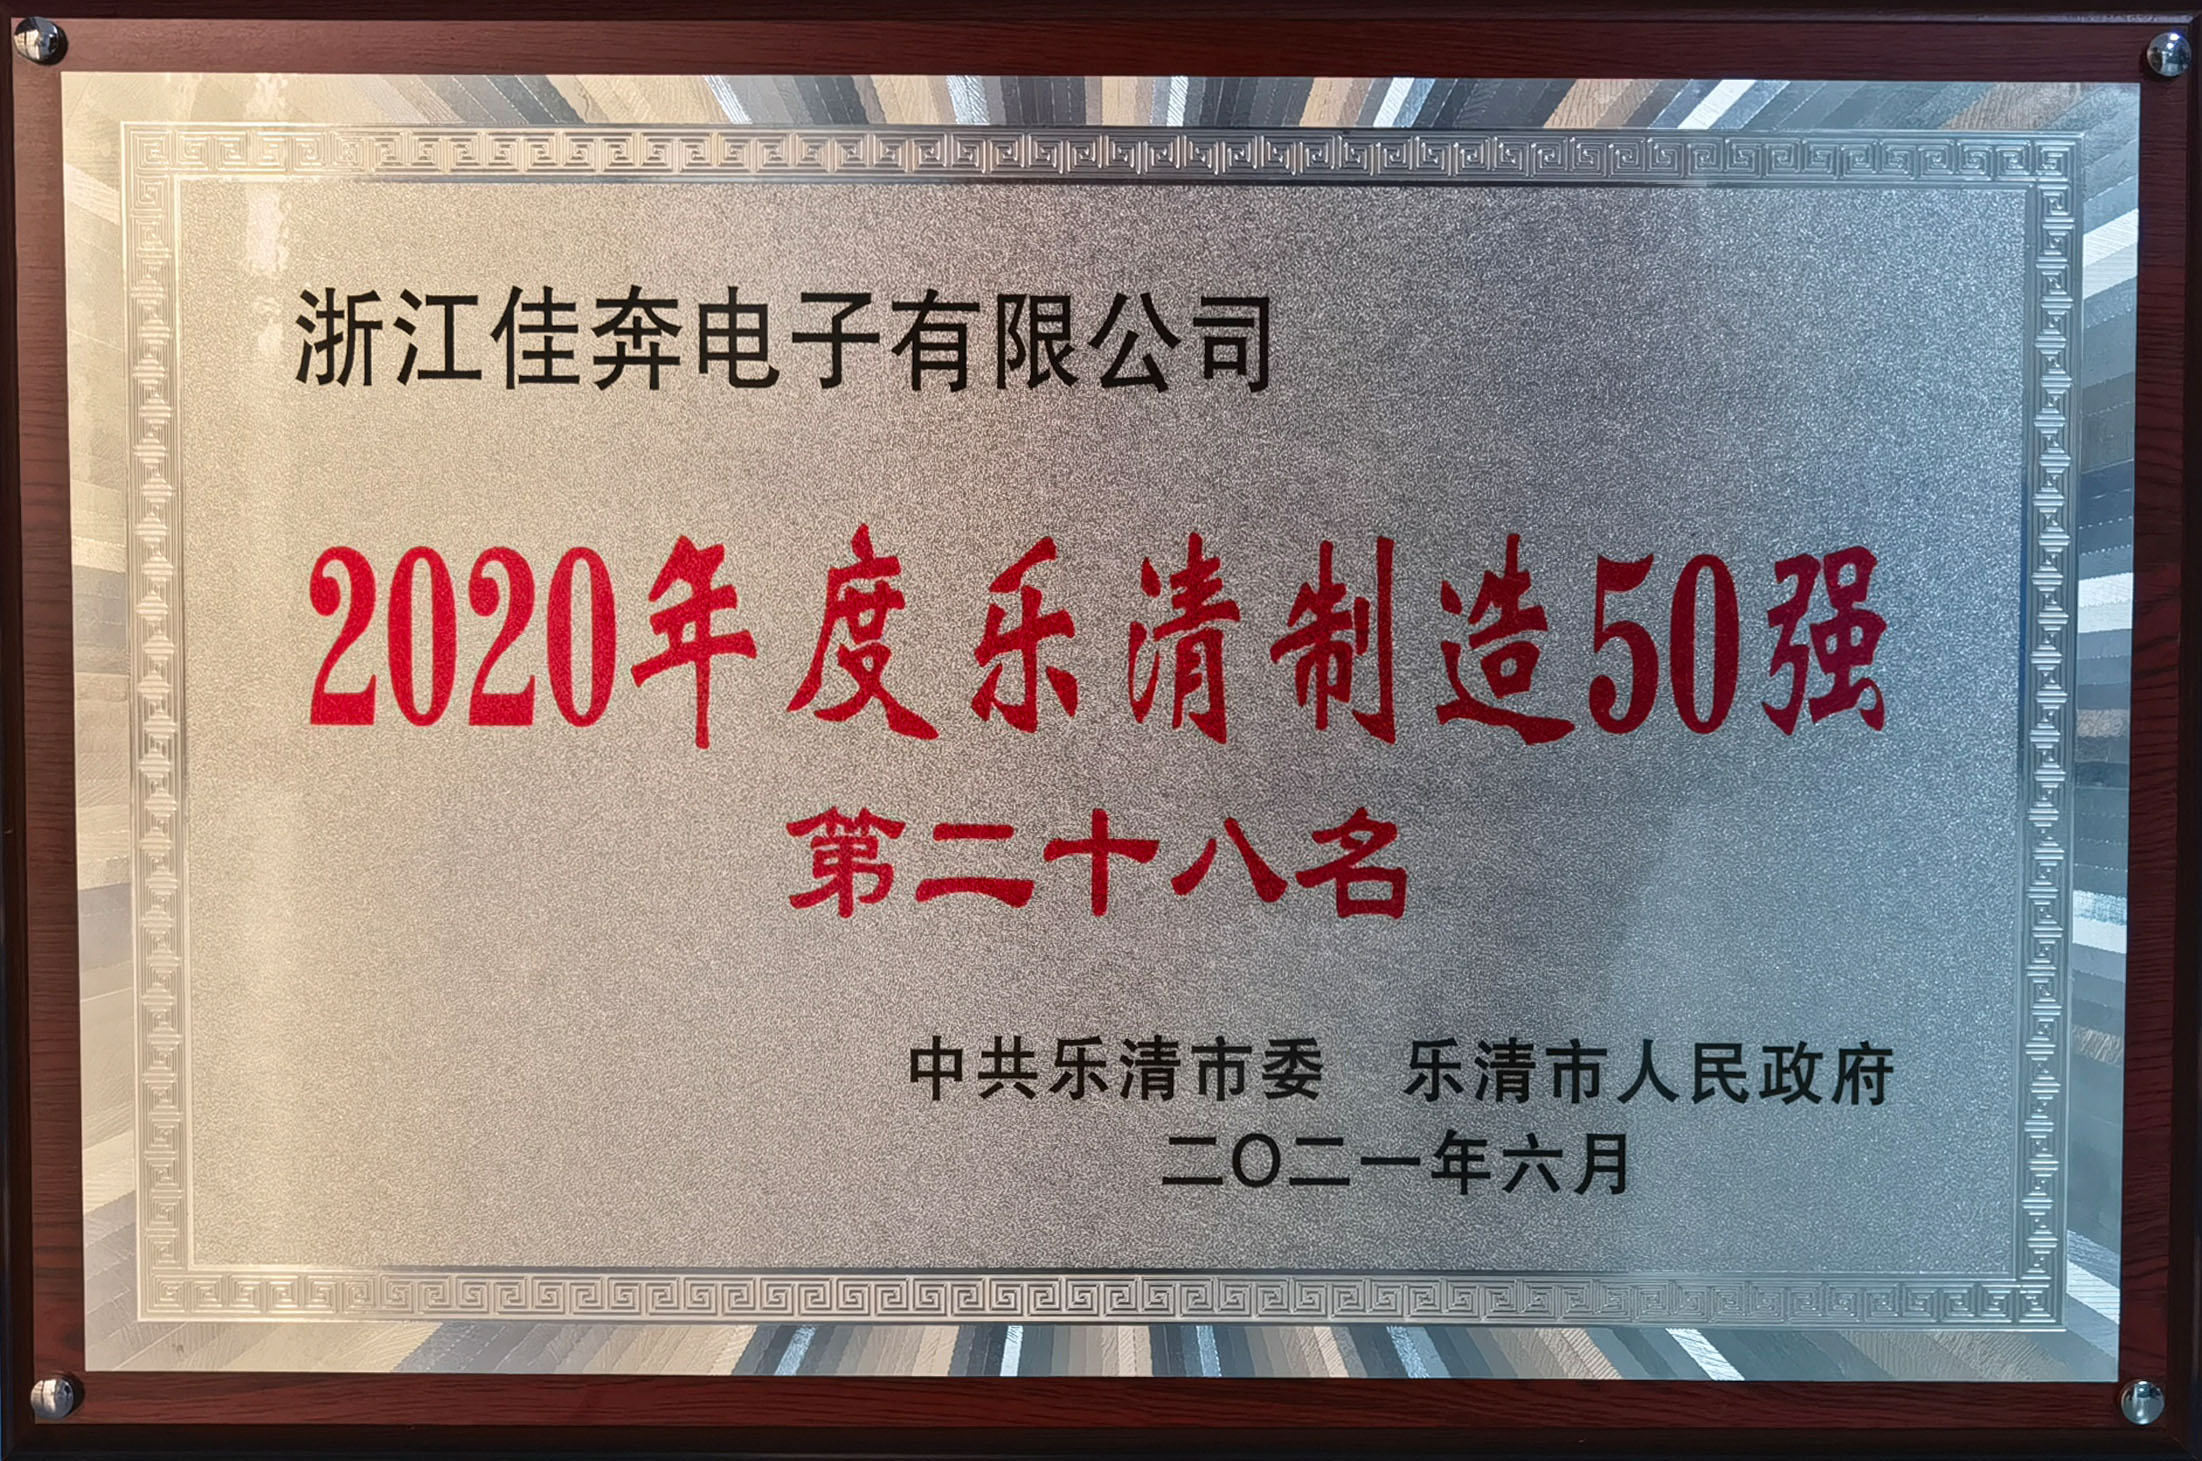 浙江佳奔电子有限公司
2020年度乐清制造50强
第二十八名
中共乐清市委　乐清市人民政府
二〇二一年六月